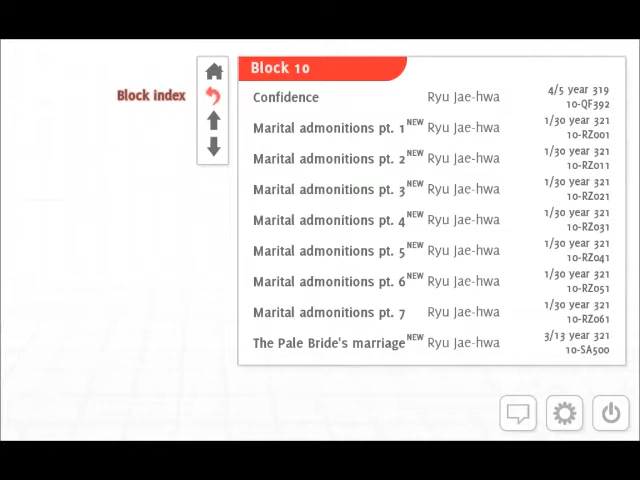 Block index
Block 10
Confidence Ryu Jae-hwa 4/5 year 319
10-QF392
Marital admonitions pt. 1 NEW Ryu Jae-hwa 1/30 year 321
10-RZ001
Marital admonitions pt. 2 NEW Ryu Jae-hwa 1/30 year 321
10-RZ011
Marital admonitions pt. 3 NEW Ryu Jae-hwa 1/30 year 321
10-RZ021
Marital admonitions pt. 4 NEW Ryu Jae-hwa 1/30 year 321
10-RZ031
Marital admonitions pt. 5 NEW Ryu Jae-hwa 1/30 year 321
10-RZ041
Marital admonitions pt. 6 NEW Ryu Jae-hwa 1/30 year 321
10-RZ051
Marital admonitions pt. 7 Ryu Jae-hwa 1/30 year 321
10-RZ061
The Pale Bride's marriage NEW Ryu Jae-hwa 3/13 year 321
10-SA500